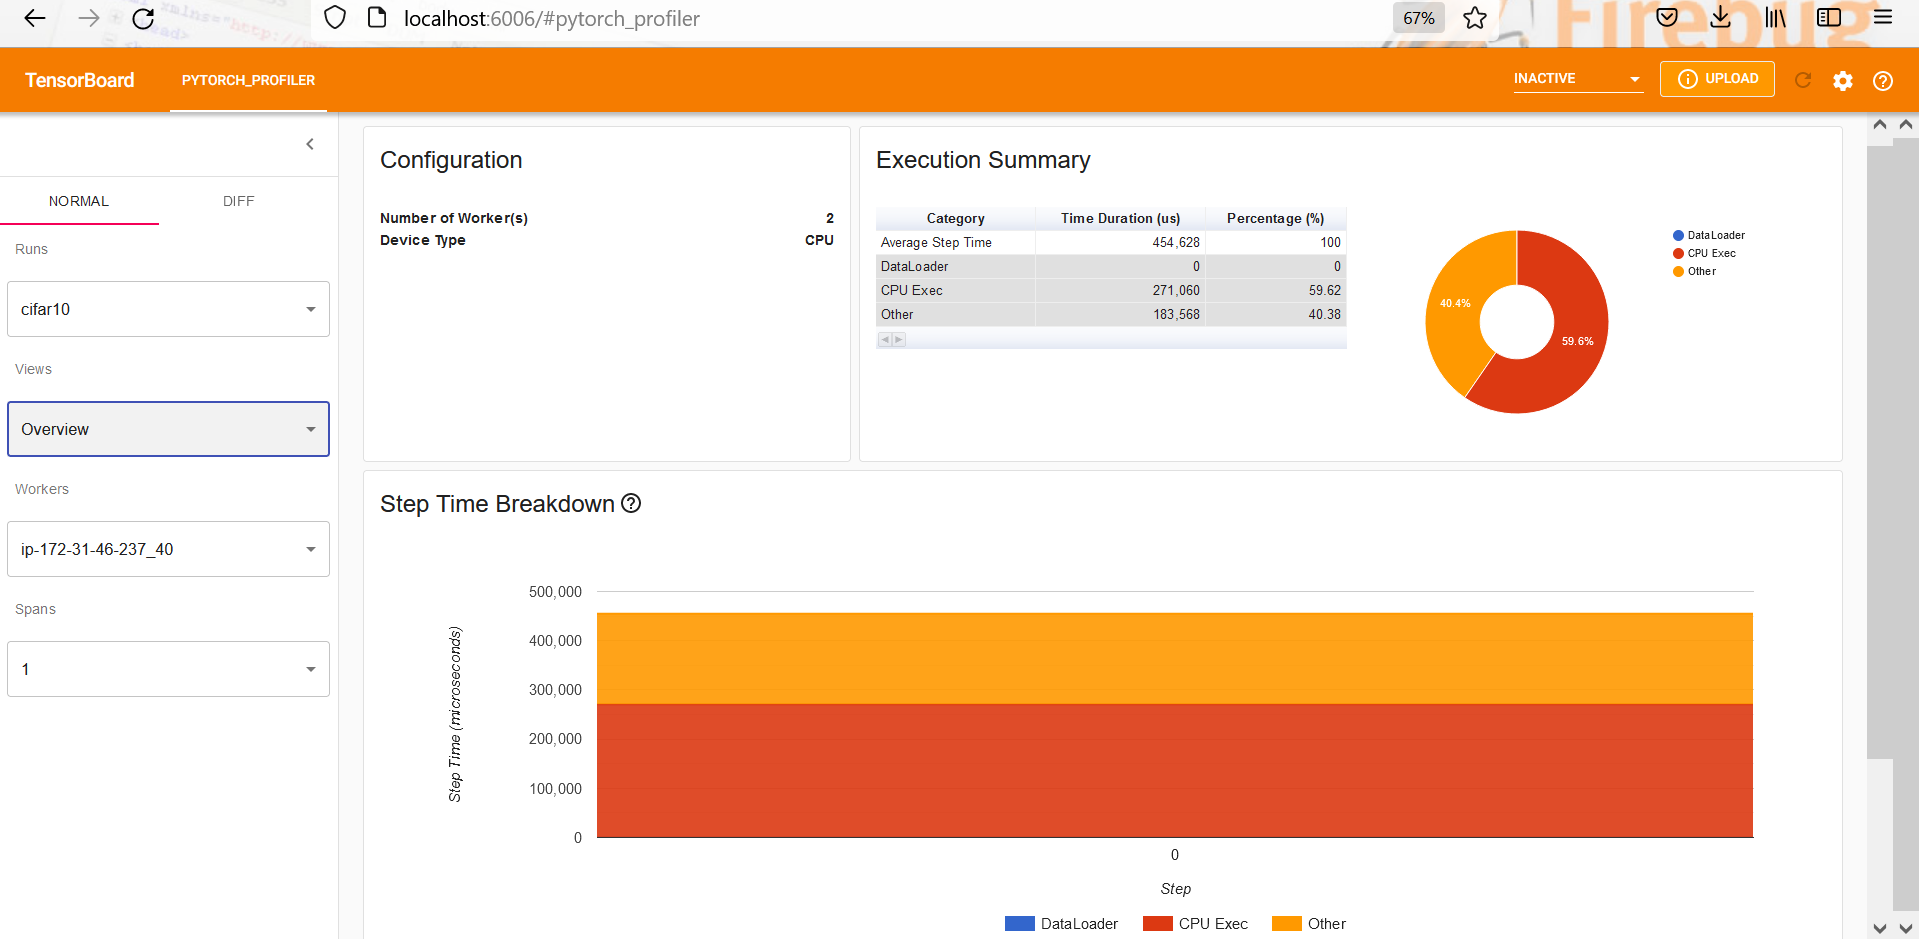 localhost:6006/#pytorch_profiler
67%
Firebug
TensorBoard
PYTORCH_PROFILER
INACTIVE
UPLOAD
NORMAL
DIFF
Runs
cifar10
Views
Overview
Workers
ip-172-31-46-237_40
Spans
1
Configuration
Number of Worker(s) 2
Device Type CPU
Execution Summary
Category Time Duration (us) Percentage (%)
Average Step Time 454,628 100
DataLoader 0 0
CPU Exec 271,060 59.62
Other 183,568 40.38
40.4%
59.6%
DataLoader
CPU Exec
Other
Step Time Breakdown
Step Time (microseconds)
500,000
400,000
300,000
200,000
100,000
0
0
Step
DataLoader CPU Exec Other